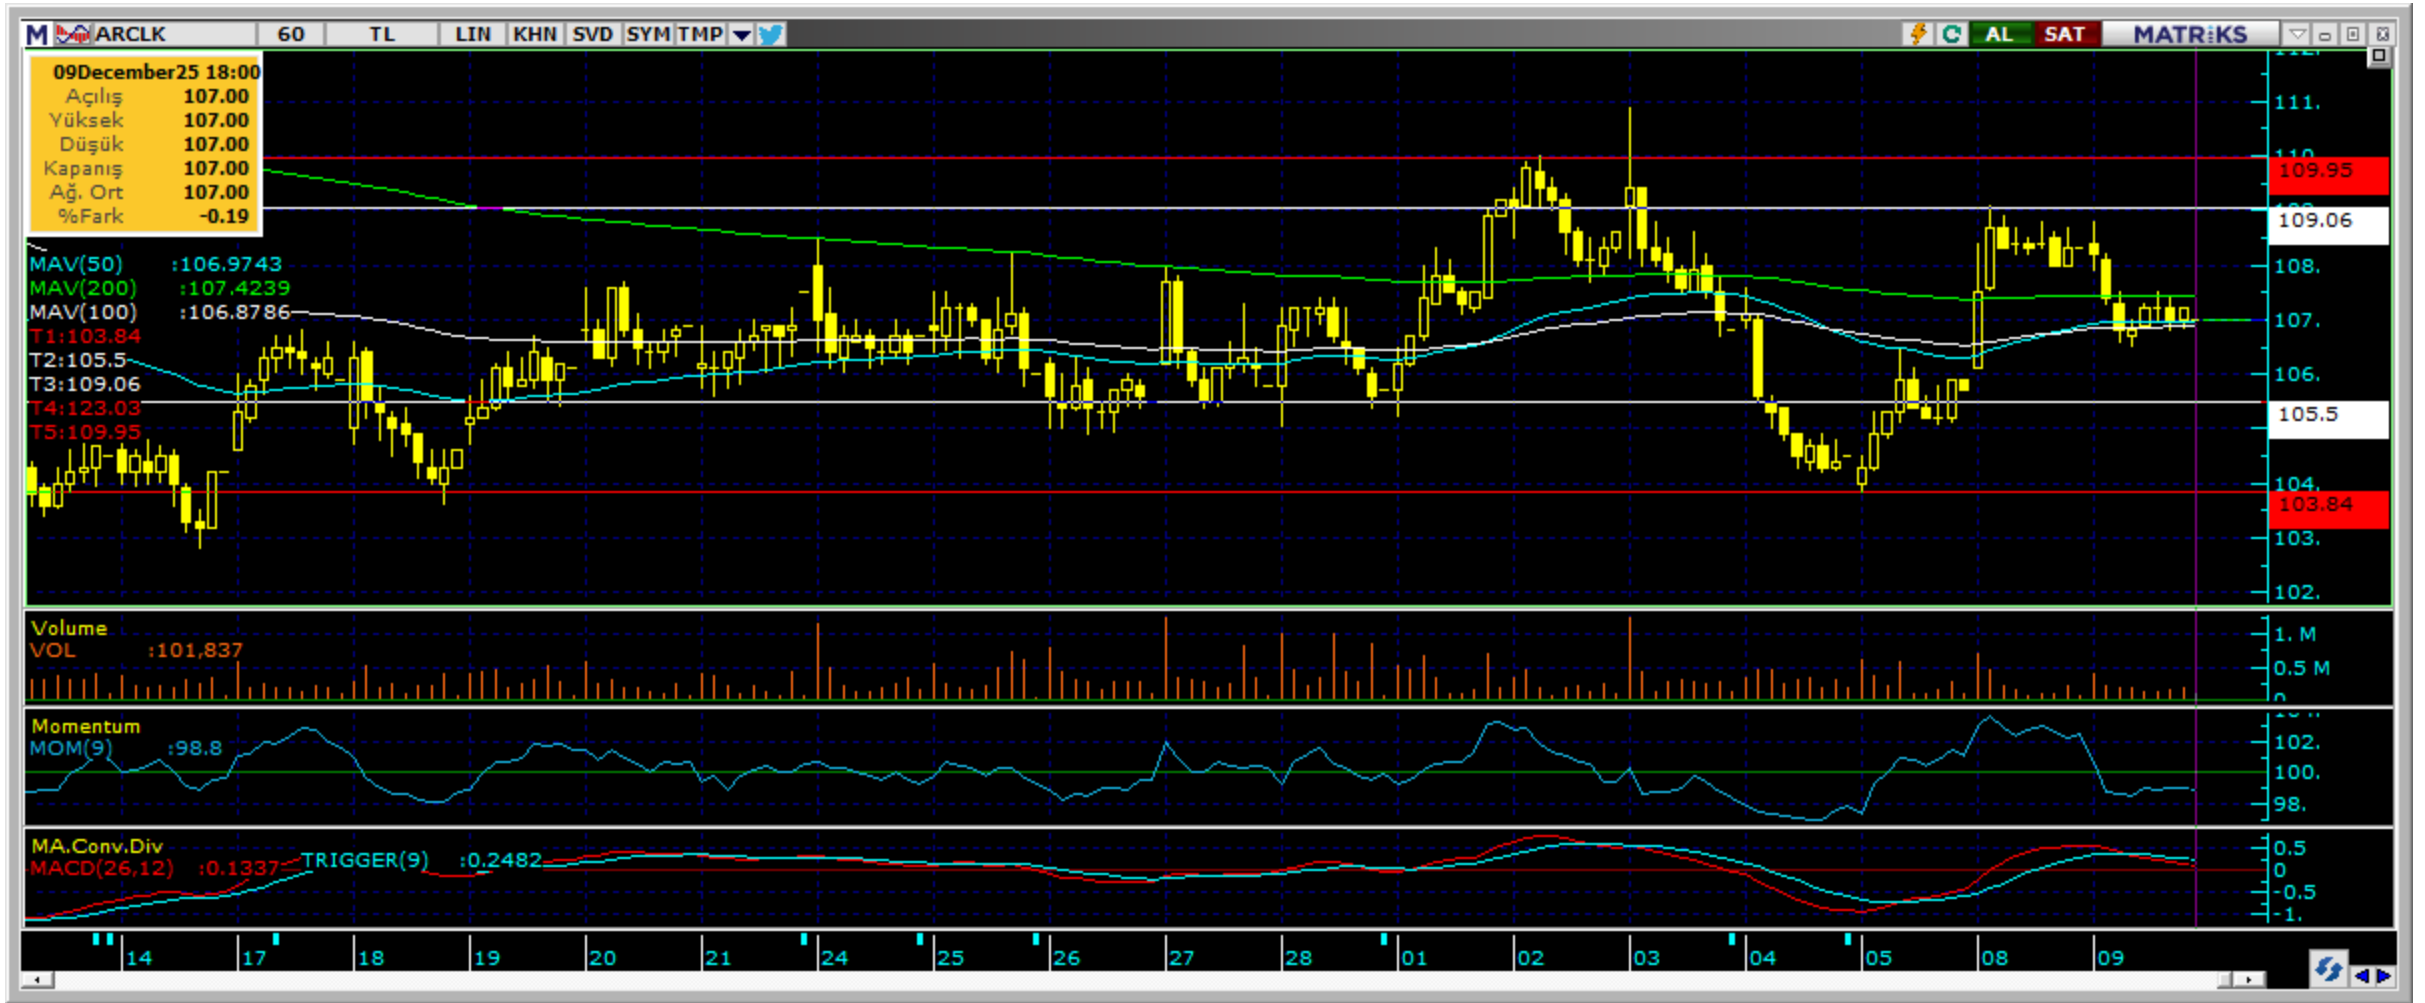 M ARCLK 60 TL LIN KHN SVD SYM TMP AL SAT MATRiKS
09December25 18:00
Açılış 107.00
Yüksek 107.00
Düşük 107.00
Kapanış 107.00
Ağ. Ort 107.00
%Fark -0.19
MAV(50) :106.9743
MAV(200) :107.4239
MAV(100) :106.8786
T1:103.84
T2:105.5
T3:109.06
T4:123.03
T5:109.95
111.
109.95
109.06
108.
107.
106.
105.5
104.
103.84
103.
102.
Volume
VOL :101,837
1. M
0.5 M
0
Momentum
MOM(9) :98.8
102.
100.
98.
MA.Conv.Div
MACD(26,12) :0.1337 TRIGGER(9) :0.2482
0.5
0
-0.5
-1.
14 17 18 19 20 21 24 25 26 27 28 01 02 03 04 05 08 09